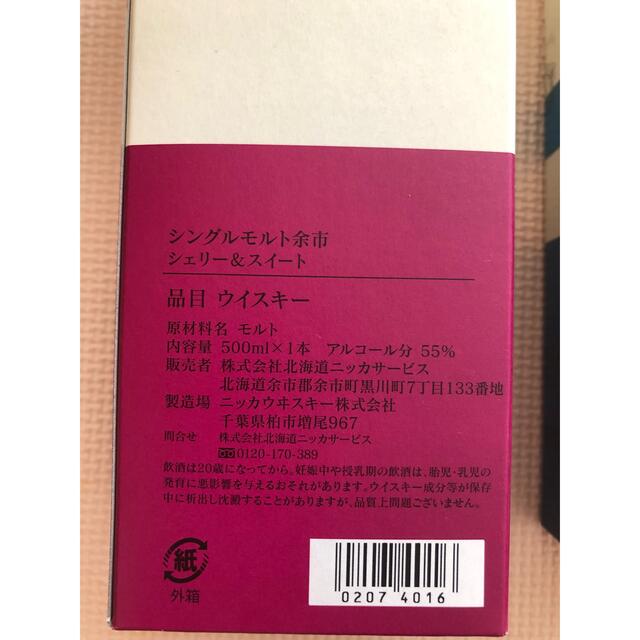 シングルモルト余市
シェリー＆スイート
品目 ウイスキー
原材料名 モルト
内容量 500ml×1本 アルコール分 55%
販売者 株式会社北海道ニッカサービス
北海道余市郡余市町黒川町7丁目133番地
製造場 ニッカウヰスキー株式会社
千葉県柏市増尾967
問合せ 株式会社北海道ニッカサービス
0120-170-389
飲酒は20歳になってから。妊娠中や授乳期の飲酒は、胎児・乳児の
発育に悪影響を与えるおそれがあります。ウイスキー成分等が保存
中に析出し沈澱することがありますが、品質上問題ございません。
紙
外箱
0207 4016